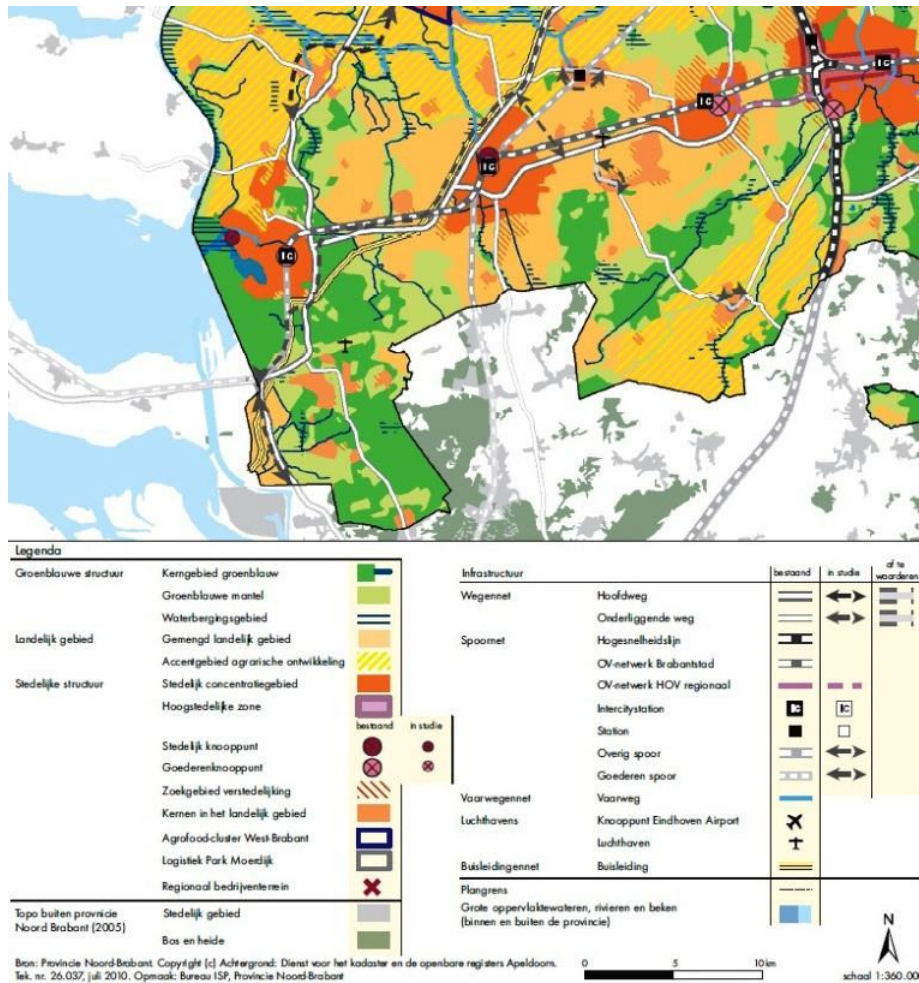 IC
IC
IC
IC
Legenda
Groenblauwe structuur Kerngebied groenblauw
Groenblauwe mantel
Waterbergingsgebied
Landelijk gebied Gemengd landelijk gebied
Accentgebied agrarische ontwikkeling
Stedelijke structuur Stedelijk concentratiegebied
Hoogstedelijke zone
bestaand in studie
Stedelijk knooppunt
Goederenknooppunt
Zoekgebied verstedelijking
Kernen in het landelijk gebied
Agrofood-cluster West-Brabant
Logistiek Park Moerdijk
Regionaal bedrijventerrein
Topo buiten provnicie Stedelijk gebied
Noord Brabant (2005)
Bos en heide
Infrastructuur bestaand in studie af te waarderen
Wegennet Hoofdweg
Onderliggende weg
Spoornet Hogesnelheidslijn
OV-netwerk Brabantstad
OV-netwerk HOV regionaal
Intercitystation IC IC
Station
Overig spoor
Goederen spoor
Vaarwegennet Vaarweg
Luchthavens Knooppunt Eindhoven Airport
Luchthaven
Buisleidingennet Buisleiding
Plangrens
Grote oppervlaktewateren, rivieren en beken
(binnen en buiten de provincie)
N
Bron: Provincie Noord-Brabant. Copyright (c) Achtergrond: Dienst voor het kadaster en de openbare registers Apeldoorn.
Tek. nr. 26.037, juli 2010. Opmaak: Bureau ISP, Provincie Noord-Brabant
0 5 10 km
schaal 1:360.00